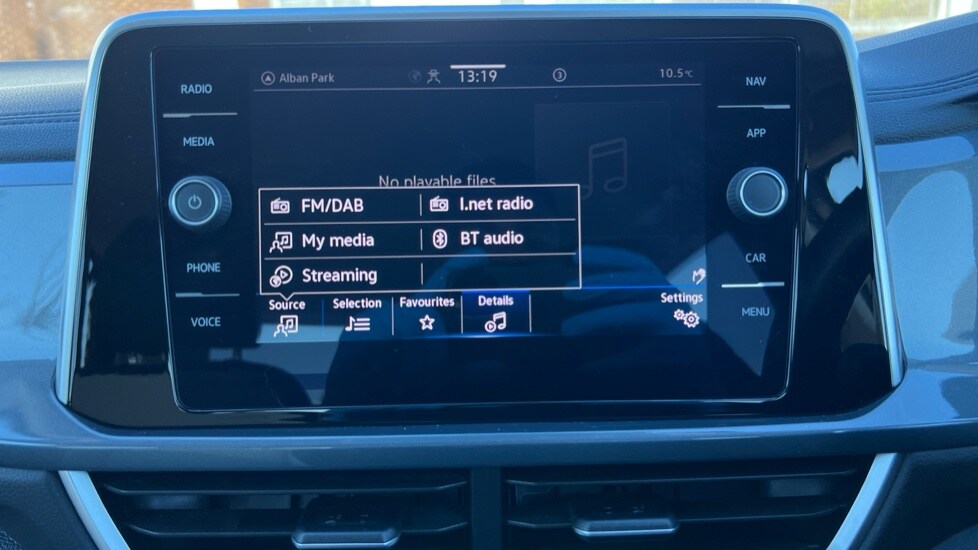 RADIO
MEDIA
PHONE
VOICE
Alban Park 13:19 3 10.5°C
No playable files
FM/DAB I.net radio
My media BT audio
Streaming
Source Selection Favourites Details Settings
NAV
APP
CAR
MENU